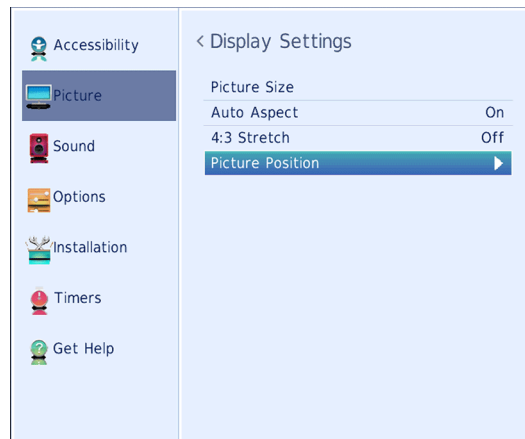 Accessibility
Picture
Sound
Options
Installation
Timers
Get Help
< Display Settings
Picture Size
Auto Aspect On
4:3 Stretch Off
Picture Position